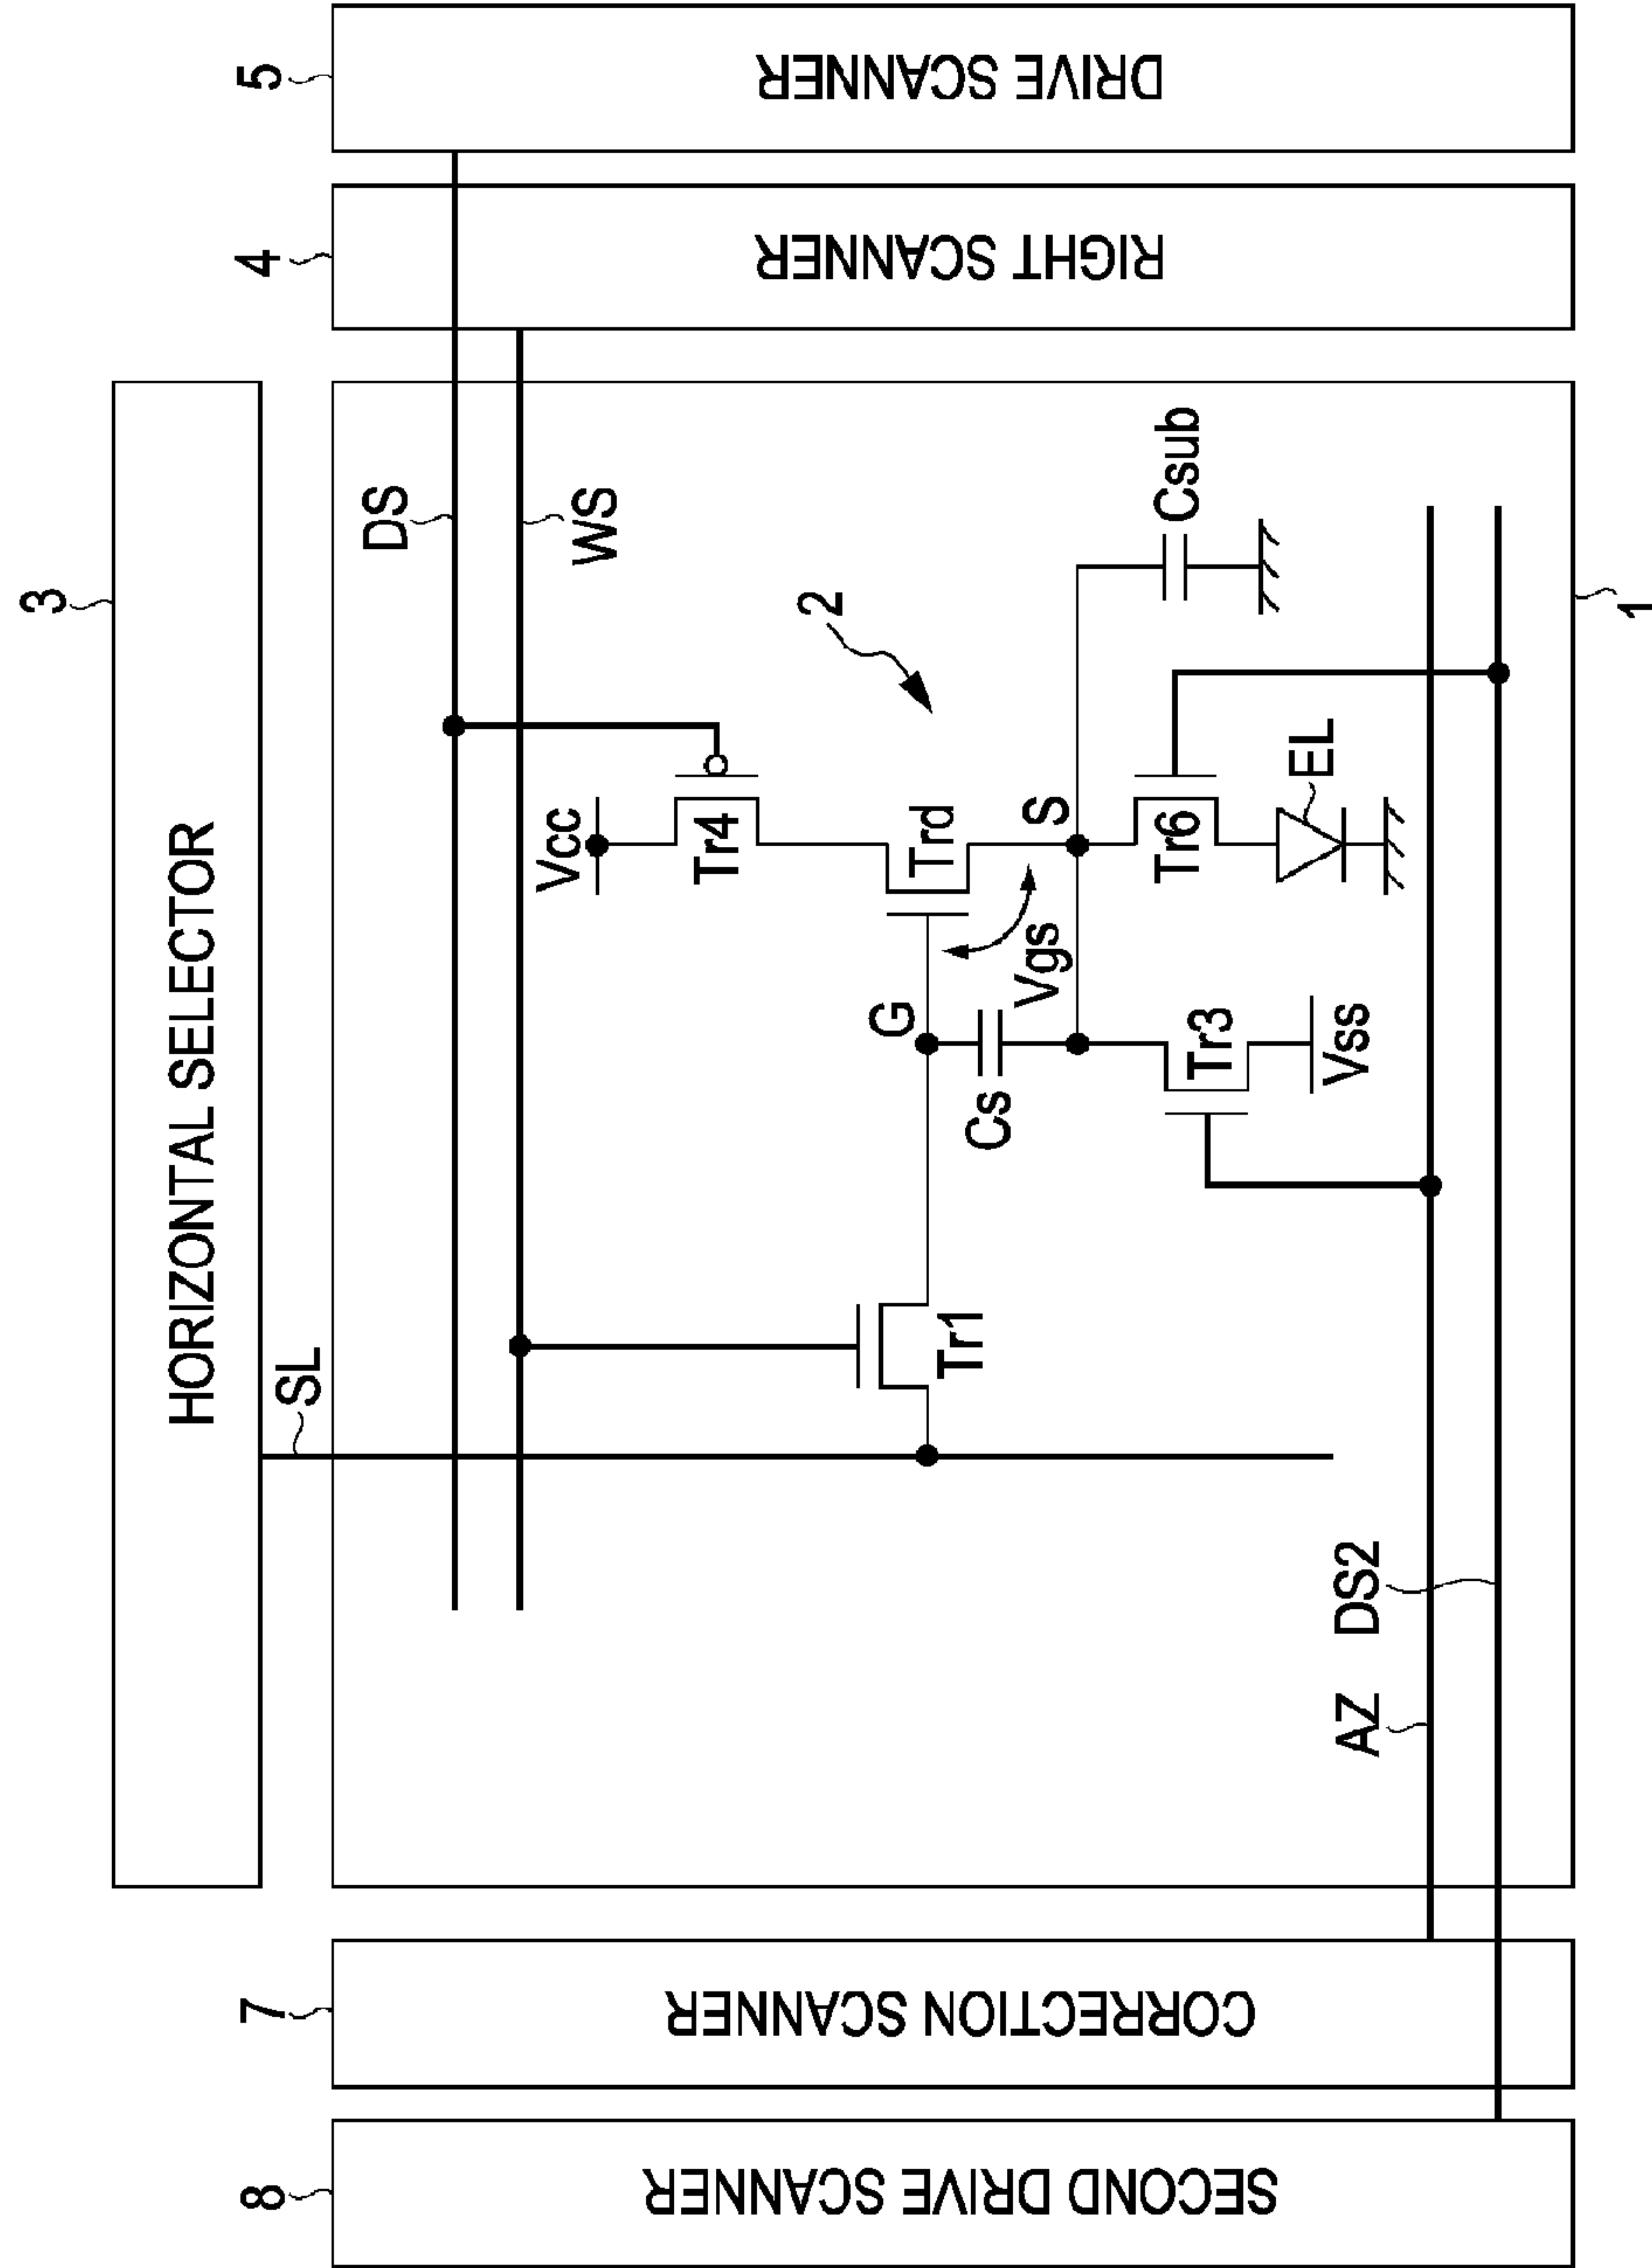 3
HORIZONTAL SELECTOR
8
7
4
5
SL
SECOND DRIVE SCANNER
CORRECTION SCANNER
RIGHT SCANNER
DRIVE SCANNER
DS
WS
Vcc
Tr4
2
G
Trd
Tr1
Cs
Vgs
S
Csub
Tr3
Tr6
Vss
EL
AZ
DS2
1